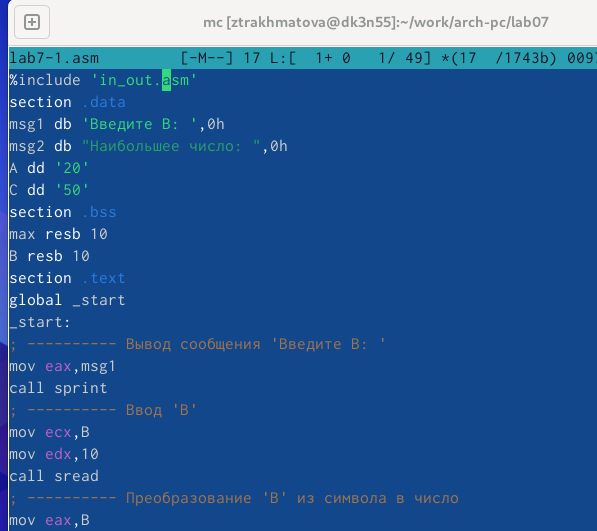 mc [ztrakhmatova@dk3n55]:~/work/arch-pc/lab07
lab7-1.asm [-M--] 17 L:[ 1+ 0 1/ 49] *(17 /1743b) 0097
%include 'in_out.asm'
section .data
msg1 db 'Введите B: ',0h
msg2 db "Наибольшее число: ",0h
A dd '20'
C dd '50'
section .bss
max resb 10
B resb 10
section .text
global _start
_start:
; ---------- Вывод сообщения 'Введите B: '
mov eax,msg1
call sprint
; ---------- Ввод 'B'
mov ecx,B
mov edx,10
call sread
; ---------- Преобразование 'B' из символа в число
mov eax,B